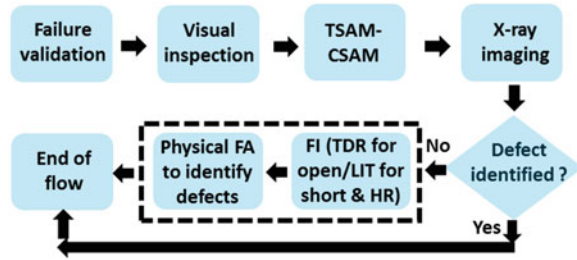 Failure
validation
Visual
inspection
TSAM-
CSAM
X-ray
imaging
Defect
identified ?
No
Yes
FI (TDR for
open/LIT for
short & HR)
Physical FA
to identify
defects
End of
flow